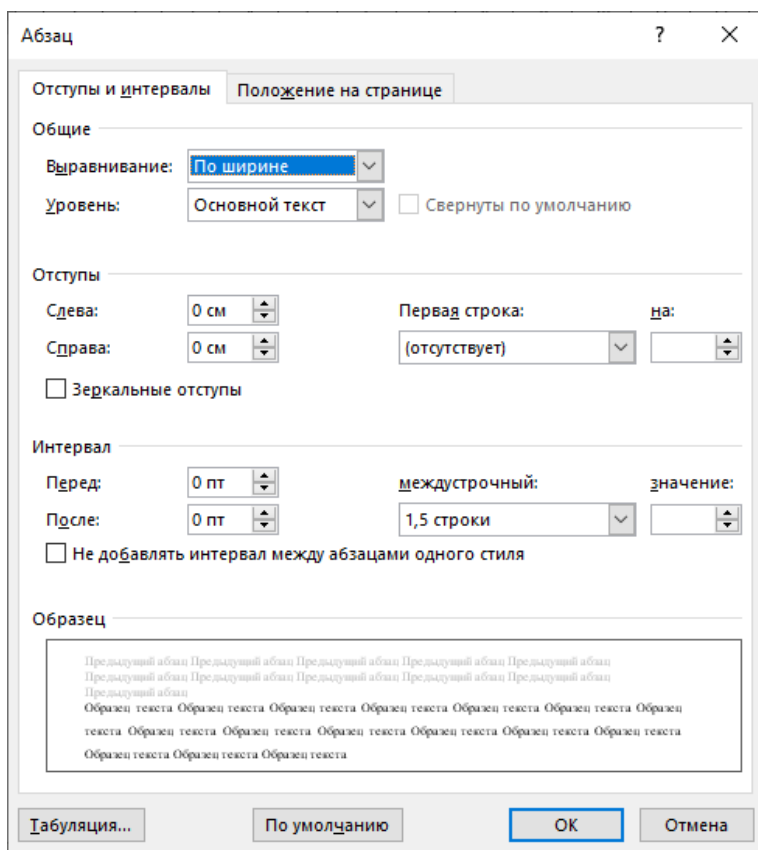 Абзац ?
Отступы и интервалы Положение на странице
Общие
Выравнивание: По ширине
Уровень: Основной текст Свернуты по умолчанию
Отступы
Слева: 0 см Первая строка: на:
Справа: 0 см (отсутствует)
Зеркальные отступы
Интервал
Перед: 0 пт междустрочный: значение:
После: 0 пт 1,5 строки
Не добавлять интервал между абзацами одного стиля
Образец
Предыдущий абзац Предыдущий абзац Предыдущий абзац Предыдущий абзац Предыдущий абзац
Предыдущий абзац Предыдущий абзац Предыдущий абзац Предыдущий абзац Предыдущий абзац
Предыдущий абзац
Образец текста Образец текста Образец текста Образец текста Образец текста Образец текста Образец
текста Образец текста Образец текста Образец текста Образец текста Образец текста Образец текста
Образец текста Образец текста Образец текста
Табуляция... По умолчанию ОК Отмена